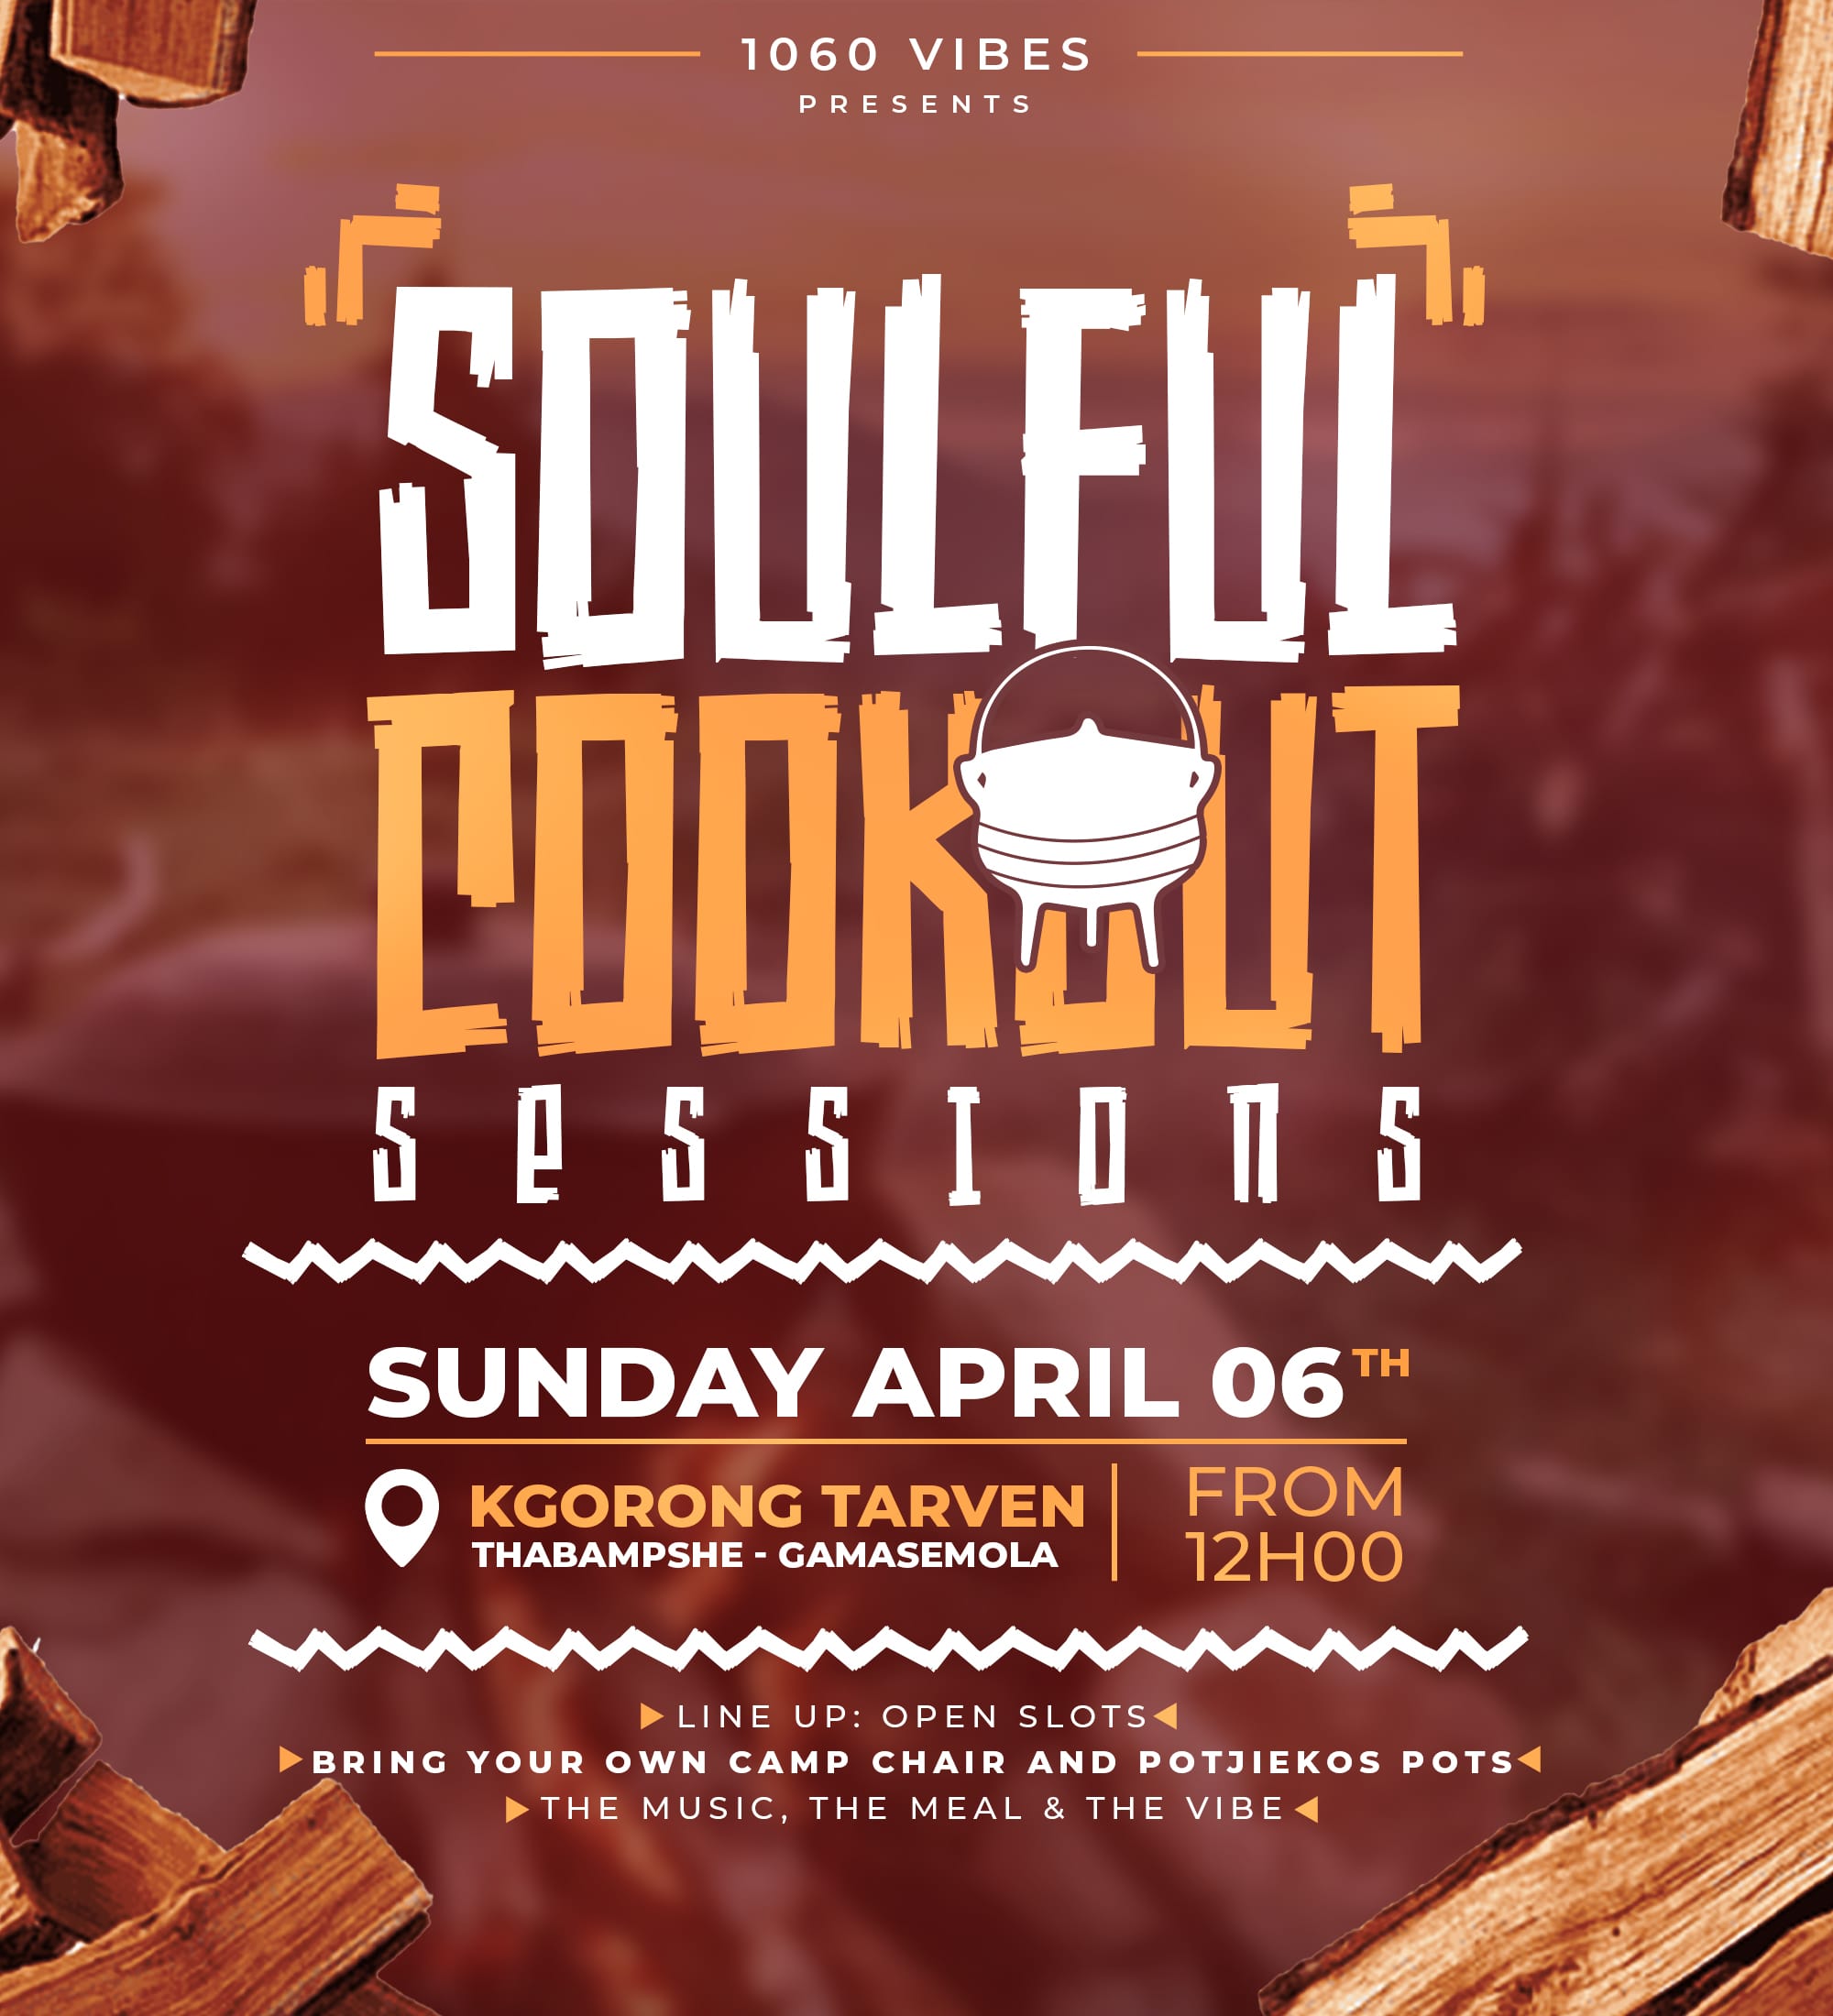 1060 VIBES
PRESENTS
SOULFUL
COOKOUT
SeSSIOnS
SUNDAY APRIL 06TH
KGORONG TARVEN
THABAMPSHE - GAMASEMOLA
FROM
12H00
LINE UP: OPEN SLOTS
BRING YOUR OWN CAMP CHAIR AND POTJIEKOS POTS
THE MUSIC, THE MEAL & THE VIBE